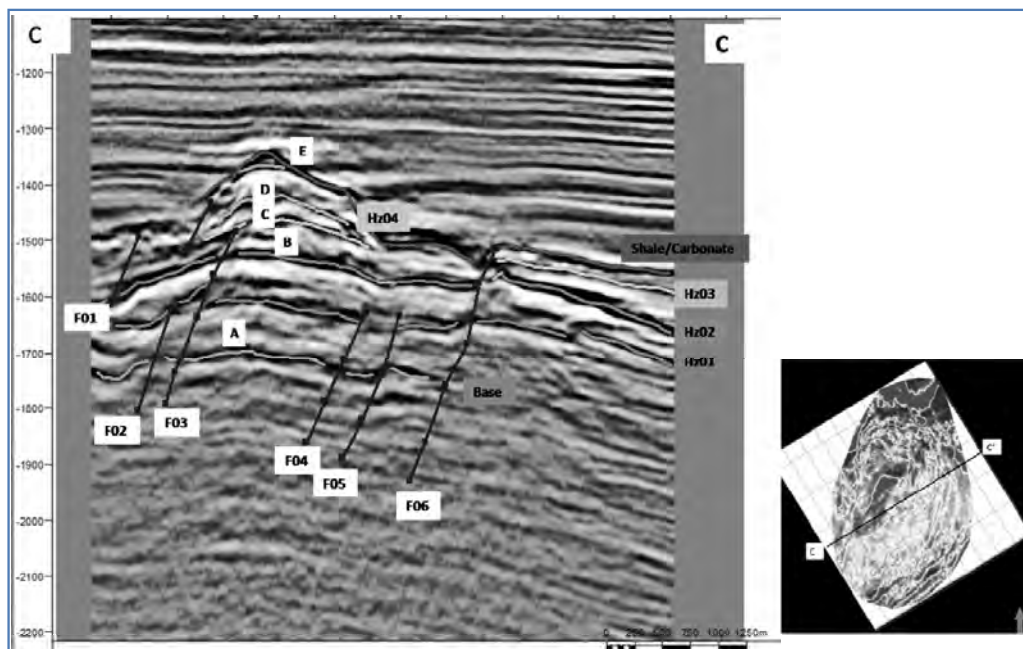 C
C
-1200
-1300
-1400
-1500
-1600
-1700
-1800
-1900
-2000
-2100
-2200
E
D
C
B
A
Hz04
Shale/Carbonate
Hz03
Hz02
Hz01
Base
F01
F02
F03
F04
F05
F06
0 250 500 750 1000 1250m
C
C'